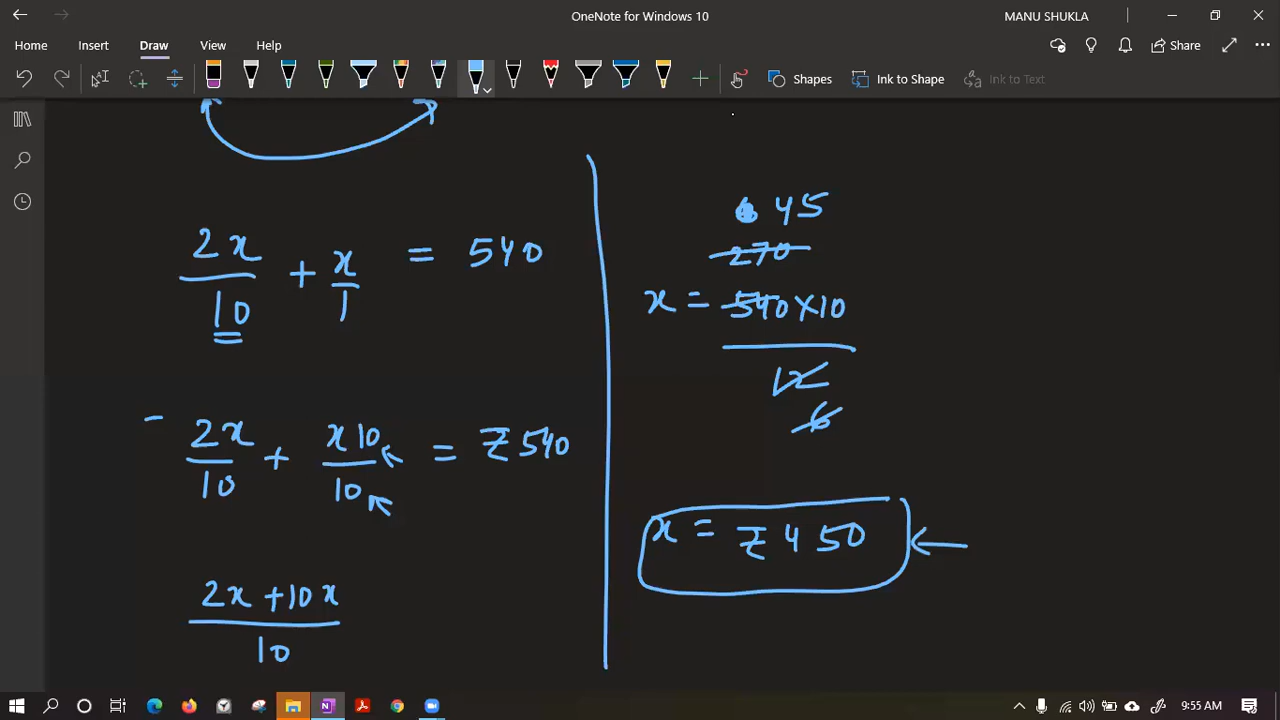 OneNote for Windows 10
MANU SHUKLA
Home Insert Draw View Help
Share
Shapes Ink to Shape Ink to Text
2x/10 + x/1 = 540
2x/10 + x10/10 = ₹540
2x+10x/10
45
270
x = 540×10
12
6
x = ₹450
9:55 AM